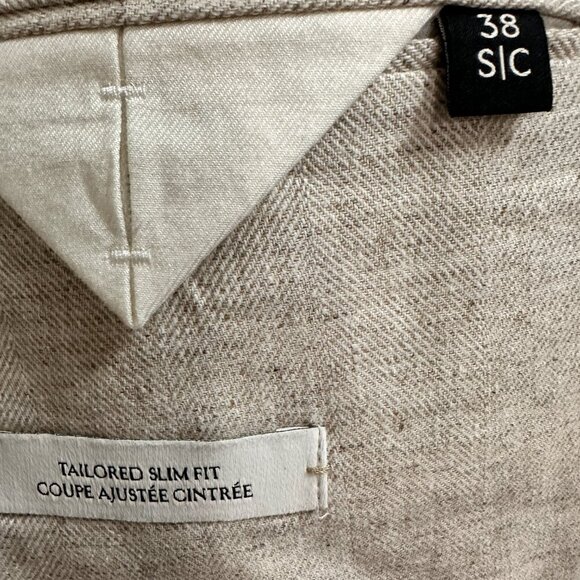 38
S|C
TAILORED SLIM FIT
COUPE AJUSTÉE CINTRÉE